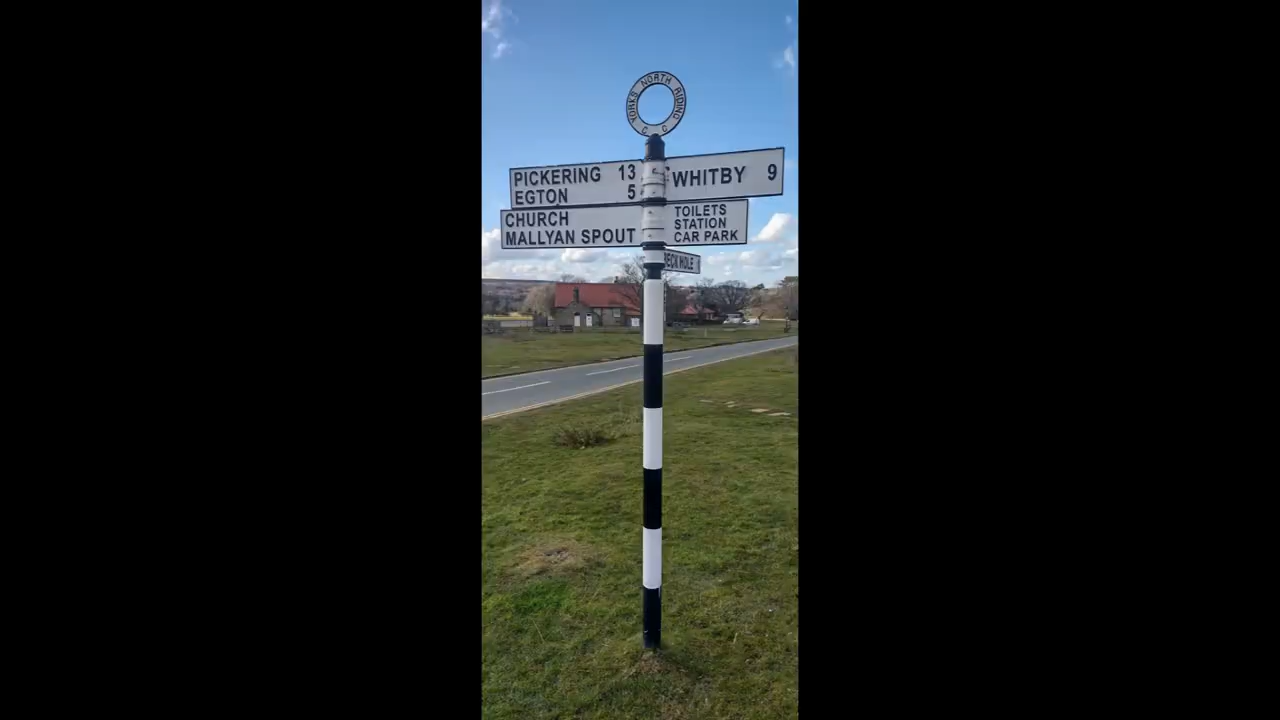 YORKS NORTH RIDING
C C
PICKERING 13
EGTON 5
WHITBY 9
CHURCH
MALLYAN SPOUT
TOILETS
STATION
CAR PARK
BECK HOLE